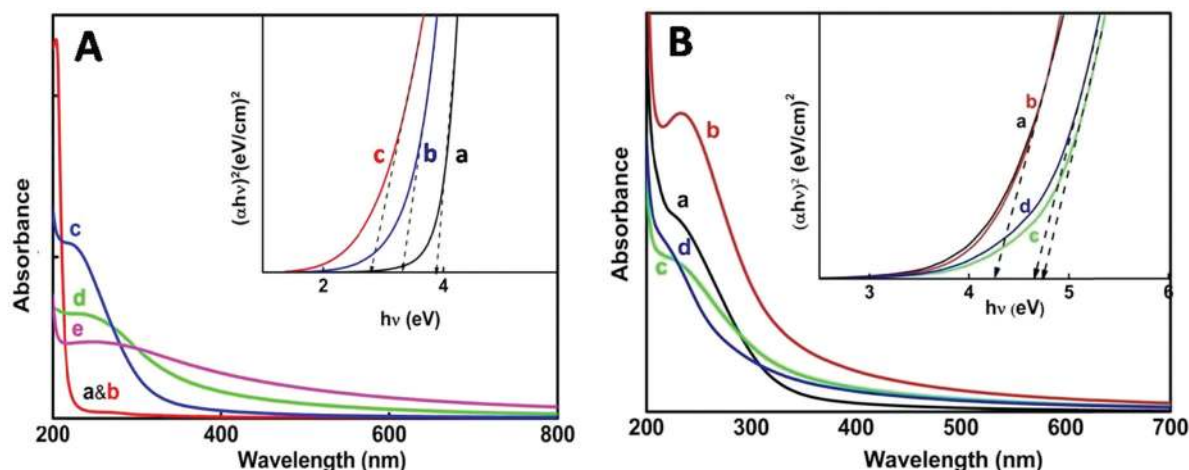 A
Absorbance
c
d
e
a&b
200
400
600
800
Wavelength (nm)
(αhν)²(eV/cm)²
c
b
a
2
4
hν (eV)
B
Absorbance
b
a
d
c
200
300
400
500
600
700
Wavelength (nm)
(αhν)² (eV/cm)²
b
a
d
c
3
4
5
6
hν (eV)